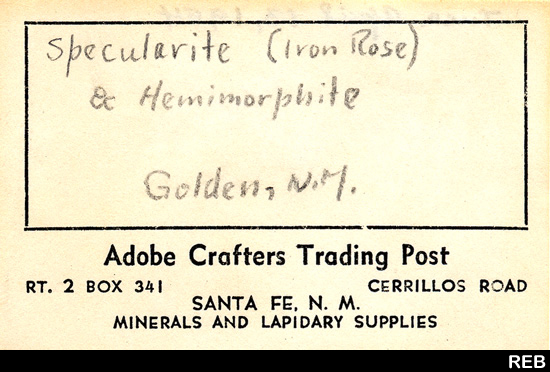 Specularite (Iron Rose)
& Hemimorphite
Golden, N.M.
Adobe Crafters Trading Post
RT. 2 BOX 341 CERRILLOS ROAD
SANTA FE, N. M.
MINERALS AND LAPIDARY SUPPLIES
REB